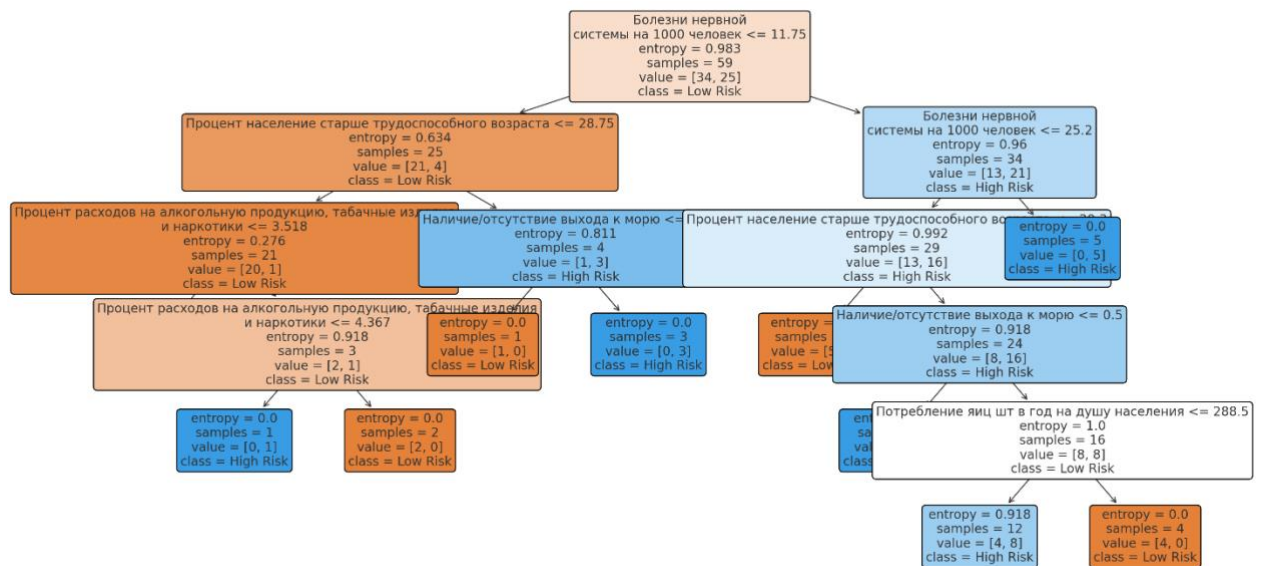 Болезни нервной
системы на 1000 человек <= 11.75
entropy = 0.983
samples = 59
value = [34, 25]
class = Low Risk
Процент население старше трудоспособного возраста <= 28.75
entropy = 0.634
samples = 25
value = [21, 4]
class = Low Risk
Болезни нервной
системы на 1000 человек <= 25.2
entropy = 0.96
samples = 34
value = [13, 21]
class = High Risk
Процент расходов на алкогольную продукцию, табачные
и наркотики <= 3.518
entropy = 0.276
samples = 21
value = [20, 1]
class = Low Risk
Наличие/отсутствие выхода к морю <=
entropy = 0.811
samples = 4
value = [1, 3]
class = High Risk
Процент население старше трудоспособного
entropy = 0.992
samples = 29
value = [13, 16]
class = High Risk
entropy = 0.0
samples = 5
value = [0, 5]
class = High Risk
Процент расходов на алкогольную продукцию, табачные изделия
и наркотики <= 4.367
entropy = 0.918
samples = 3
value = [2, 1]
class = Low Risk
entropy = 0.0
samples = 1
value = [1, 0]
class = Low Risk
entropy = 0.0
samples = 3
value = [0, 3]
class = High Risk
entropy =
samples
value = [5
class = Low
Наличие/отсутствие выхода к морю <= 0.5
entropy = 0.918
samples = 24
value = [8, 16]
class = High Risk
entropy = 0.0
samples = 1
value = [0, 1]
class = High Risk
entropy = 0.0
samples = 2
value = [2, 0]
class = Low Risk
Потребление яиц шт в год на душу населения <= 288.5
entropy = 1.0
samples = 16
value = [8, 8]
class = Low Risk
entropy = 0.918
samples = 12
value = [4, 8]
class = High Risk
entropy = 0.0
samples = 4
value = [4, 0]
class = Low Risk